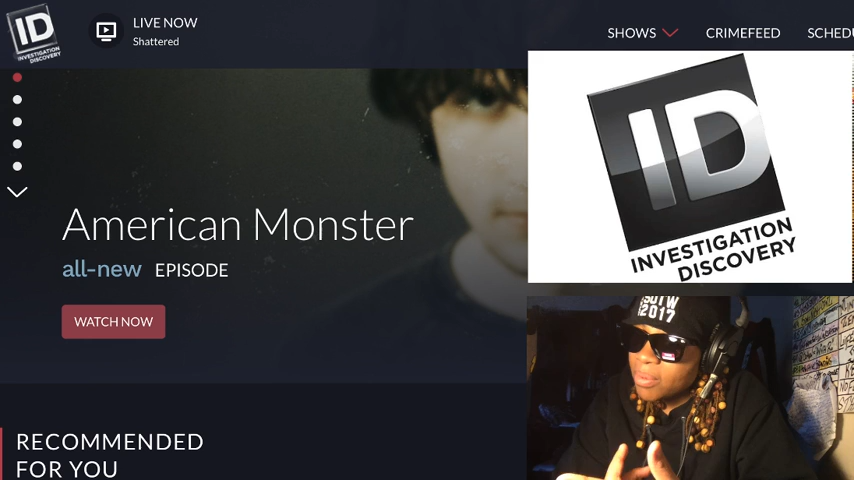 ID
INVESTIGATION
DISCOVERY
LIVE NOW
Shattered
SHOWS
CRIMEFEED
SCHEDU
American Monster
all-new EPISODE
WATCH NOW
RECOMMENDED
FOR YOU
ID
INVESTIGATION
DISCOVERY
2017